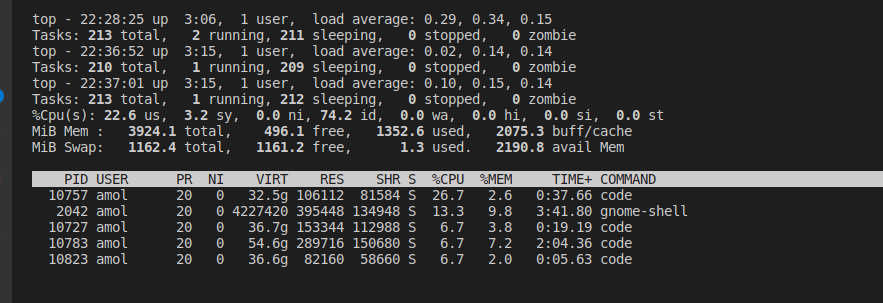 top - 22:28:25 up  3:06,  1 user,  load average: 0.29, 0.34, 0.15
Tasks: 213 total,   2 running, 211 sleeping,   0 stopped,   0 zombie
top - 22:36:52 up  3:15,  1 user,  load average: 0.02, 0.14, 0.14
Tasks: 210 total,   1 running, 209 sleeping,   0 stopped,   0 zombie
top - 22:37:01 up  3:15,  1 user,  load average: 0.10, 0.15, 0.14
Tasks: 213 total,   1 running, 212 sleeping,   0 stopped,   0 zombie
%Cpu(s): 22.6 us,  3.2 sy,  0.0 ni, 74.2 id,  0.0 wa,  0.0 hi,  0.0 si,  0.0 st
MiB Mem :   3924.1 total,    496.1 free,   1352.6 used,   2075.3 buff/cache
MiB Swap:   1162.4 total,   1161.2 free,      1.3 used.   2190.8 avail Mem
PID USER      PR  NI    VIRT    RES    SHR S  %CPU  %MEM     TIME+ COMMAND
10757 amol      20   0   32.5g 106112  81584 S  26.7   2.6   0:37.66 code
2042 amol      20   0 4227420 395448 134948 S  13.3   9.8   3:41.80 gnome-shell
10727 amol      20   0   36.7g 153344 112988 S   6.7   3.8   0:19.19 code
10783 amol      20   0   54.6g 289716 150680 S   6.7   7.2   2:04.36 code
10823 amol      20   0   36.6g  82160  58660 S   6.7   2.0   0:05.63 code